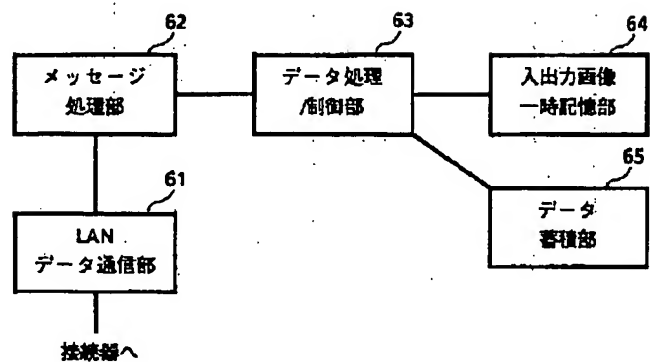 62
メッセージ
処理部
63
データ処理
/制御部
64
入出力画像
一時記憶部
65
データ
蓄積部
61
LAN
データ通信部
接続器へ